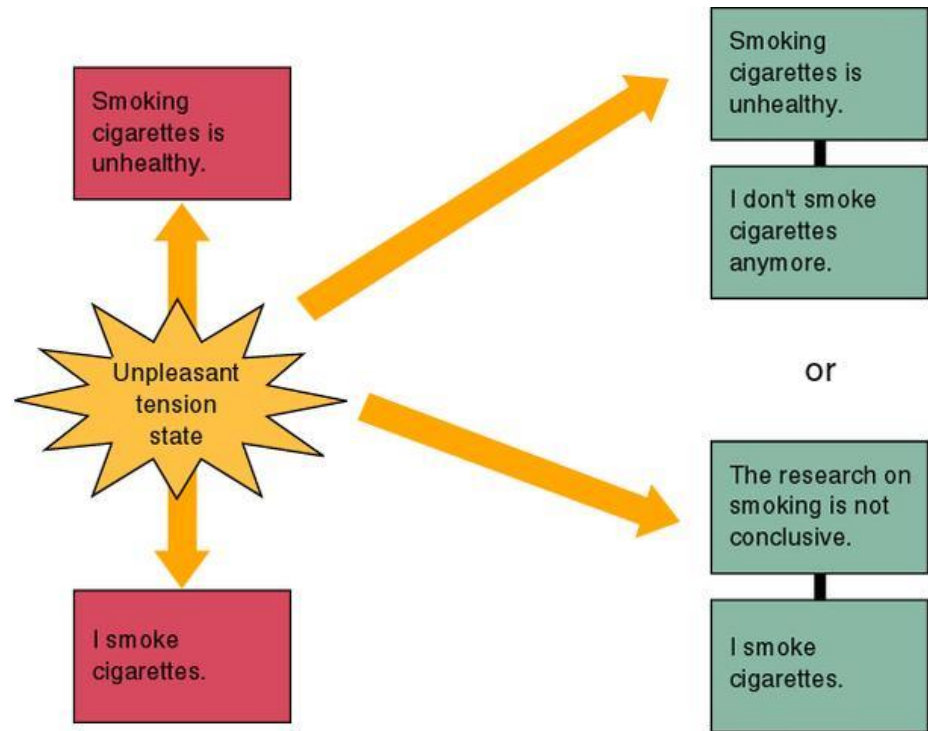 Smoking
cigarettes is
unhealthy.
Unpleasant
tension
state
I smoke
cigarettes.
Smoking
cigarettes is
unhealthy.
I don't smoke
cigarettes
anymore.
or
The research on
smoking is not
conclusive.
I smoke
cigarettes.